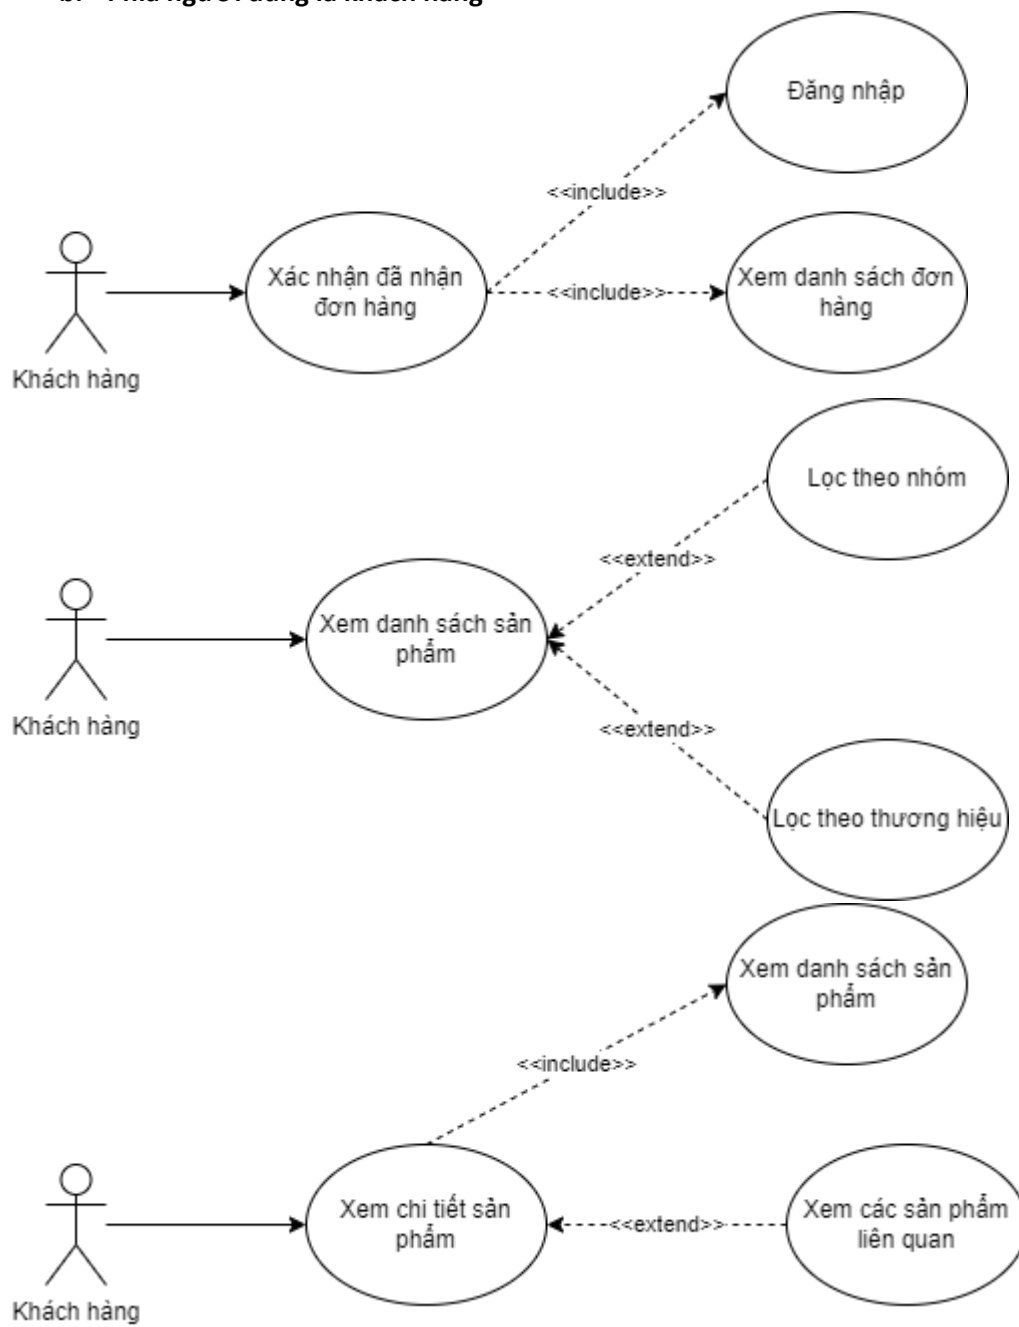 Đăng nhập
<<include>>
Xác nhận đã nhận
đơn hàng
<<include>>
Xem danh sách đơn
hàng
Khách hàng
Lọc theo nhóm
<<extend>>
Xem danh sách sản
phẩm
Khách hàng
<<extend>>
Lọc theo thương hiệu
Xem danh sách sản
phẩm
<<include>>
Xem chi tiết sản
phẩm
<<extend>>
Xem các sản phẩm
liên quan
Khách hàng